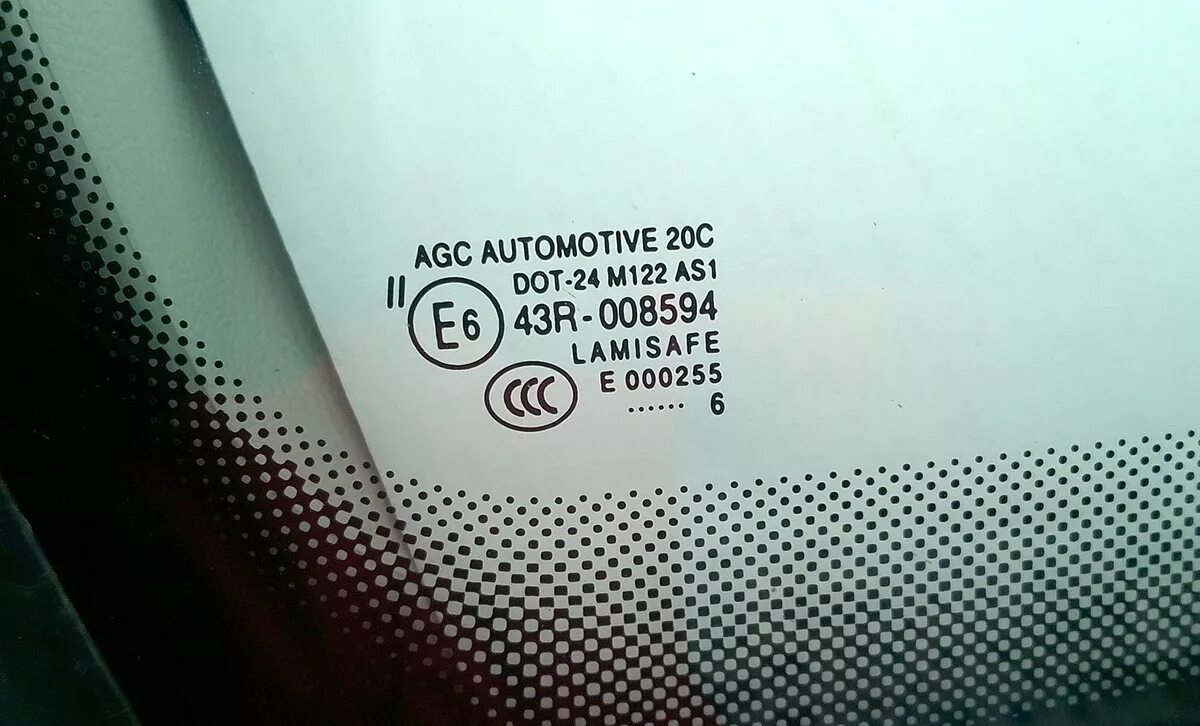 AGC AUTOMOTIVE 20C
DOT-24 M122 AS1
II
E6
43R-008594
LAMISAFE
CCC
E 000255
...... 6